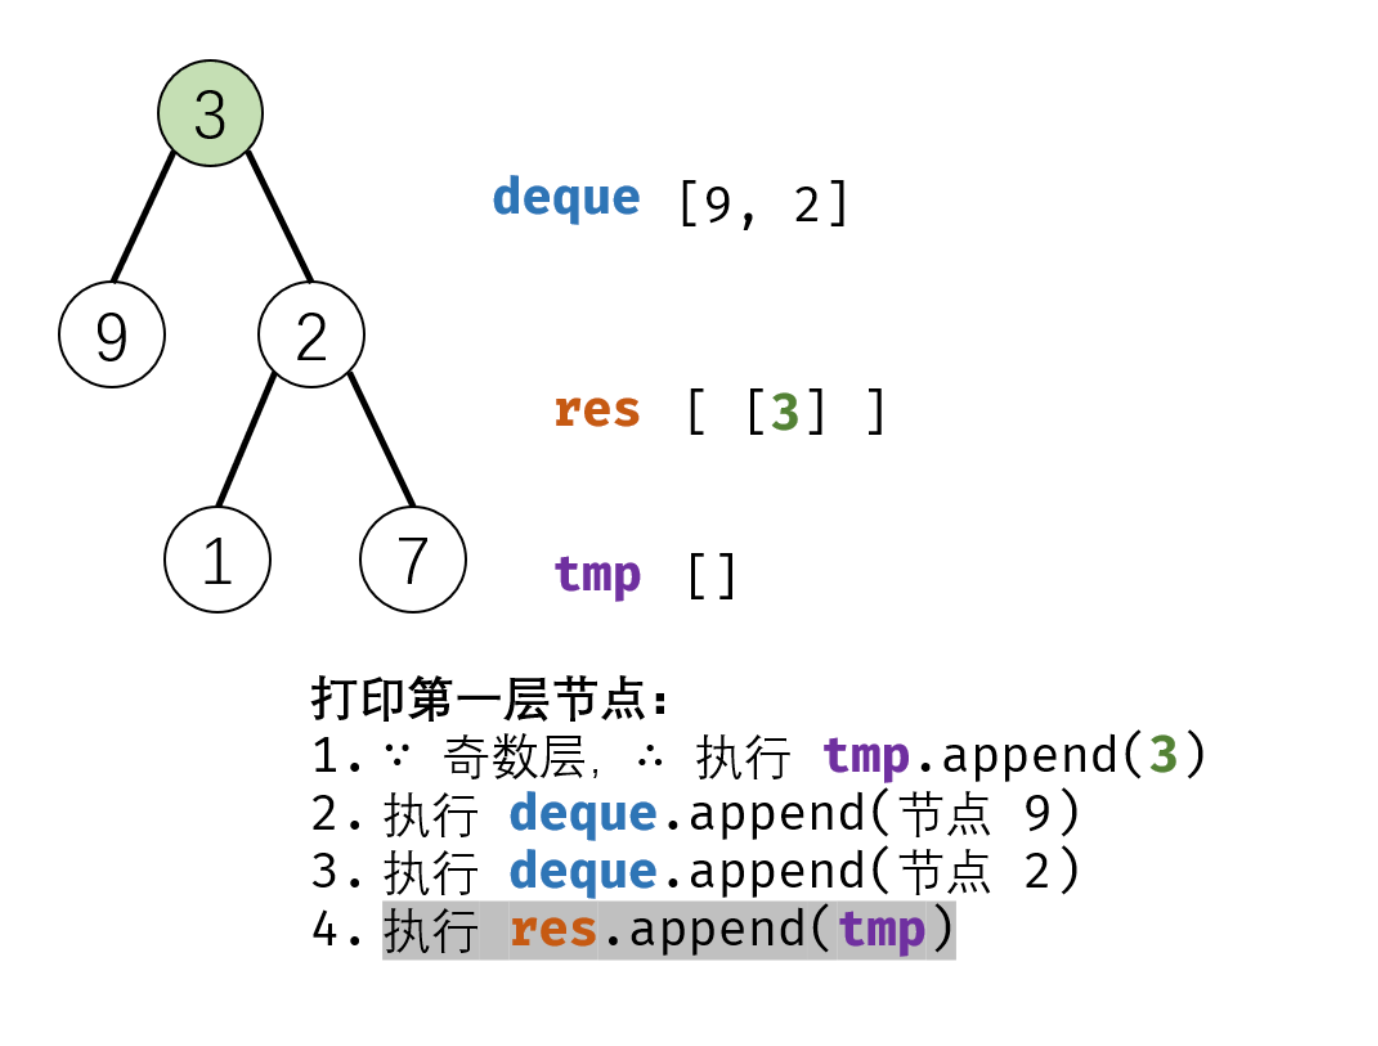 3
deque [9, 2]
9
2
res [ [3] ]
1
7
tmp []
打印第一层节点:
1. ∵ 奇数层, ∴ 执行 tmp.append(3)
2. 执行 deque.append(节点 9)
3. 执行 deque.append(节点 2)
4. 执行 res.append(tmp)